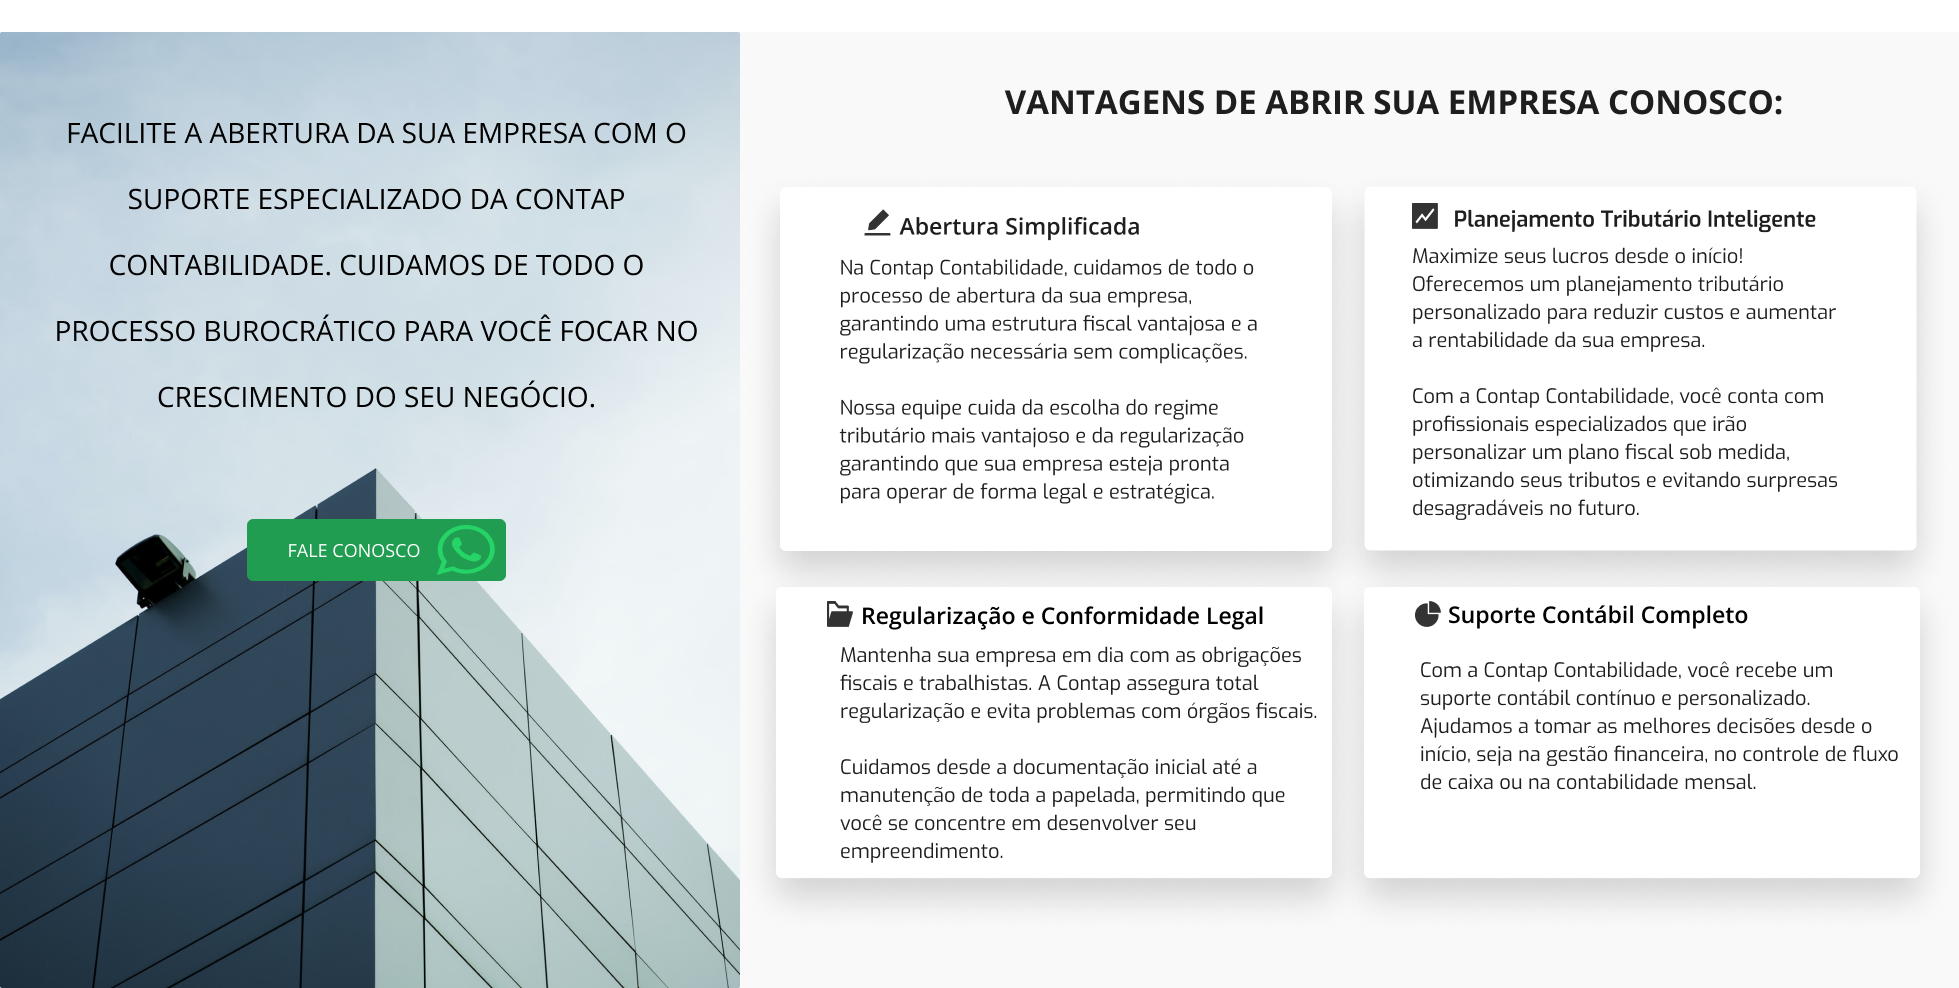 FACILITE A ABERTURA DA SUA EMPRESA COM O
SUPORTE ESPECIALIZADO DA CONTAP
CONTABILIDADE. CUIDAMOS DE TODO O
PROCESSO BUROCRÁTICO PARA VOCÊ FOCAR NO
CRESCIMENTO DO SEU NEGÓCIO.
FALE CONOSCO
VANTAGENS DE ABRIR SUA EMPRESA CONOSCO:
Abertura Simplificada
Na Contap Contabilidade, cuidamos de todo o
processo de abertura da sua empresa,
garantindo uma estrutura fiscal vantajosa e a
regularização necessária sem complicações.
Nossa equipe cuida da escolha do regime
tributário mais vantajoso e da regularização
garantindo que sua empresa esteja pronta
para operar de forma legal e estratégica.
Planejamento Tributário Inteligente
Maximize seus lucros desde o início!
Oferecemos um planejamento tributário
personalizado para reduzir custos e aumentar
a rentabilidade da sua empresa.
Com a Contap Contabilidade, você conta com
profissionais especializados que irão
personalizar um plano fiscal sob medida,
otimizando seus tributos e evitando surpresas
desagradáveis no futuro.
Regularização e Conformidade Legal
Mantenha sua empresa em dia com as obrigações
fiscais e trabalhistas. A Contap assegura total
regularização e evita problemas com órgãos fiscais.
Cuidamos desde a documentação inicial até a
manutenção de toda a papelada, permitindo que
você se concentre em desenvolver seu
empreendimento.
Suporte Contábil Completo
Com a Contap Contabilidade, você recebe um
suporte contábil contínuo e personalizado.
Ajudamos a tomar as melhores decisões desde o
início, seja na gestão financeira, no controle de fluxo
de caixa ou na contabilidade mensal.